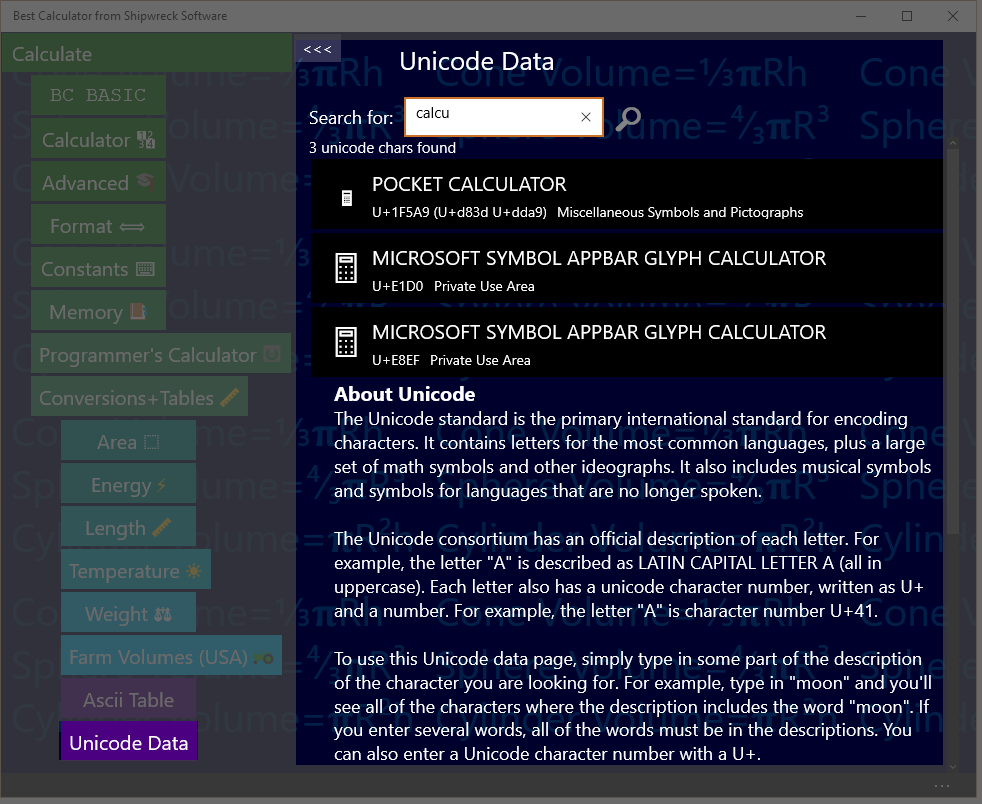 Best Calculator from Shipwreck Software
Calculate
BC BASIC
Calculator
Advanced
Format
Constants
Memory
Programmer's Calculator
Conversions+Tables
Area
Energy
Length
Temperature
Weight
Farm Volumes (USA)
Ascii Table
Unicode Data
<<<
Unicode Data
Search for:
calcu
3 unicode chars found
POCKET CALCULATOR
U+1F5A9 (U+d83d U+dda9) Miscellaneous Symbols and Pictographs
MICROSOFT SYMBOL APPBAR GLYPH CALCULATOR
U+E1D0 Private Use Area
MICROSOFT SYMBOL APPBAR GLYPH CALCULATOR
U+E8EF Private Use Area
About Unicode
The Unicode standard is the primary international standard for encoding
characters. It contains letters for the most common languages, plus a large
set of math symbols and other ideographs. It also includes musical symbols
and symbols for languages that are no longer spoken.
The Unicode consortium has an official description of each letter. For
example, the letter "A" is described as LATIN CAPITAL LETTER A (all in
uppercase). Each letter also has a unicode character number, written as U+
and a number. For example, the letter "A" is character number U+41.
To use this Unicode data page, simply type in some part of the description
of the character you are looking for. For example, type in "moon" and you'll
see all of the characters where the description includes the word "moon". If
you enter several words, all of the words must be in the descriptions. You
can also enter a Unicode character number with a U+.